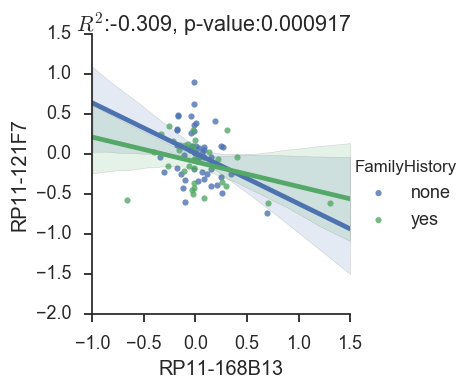 R²:-0.309, p-value:0.000917
1.5
1.0
0.5
0.0
−0.5
−1.0
−1.5
−2.0
RP11-121F7
−1.0 −0.5 0.0 0.5 1.0 1.5
RP11-168B13
FamilyHistory
none
yes